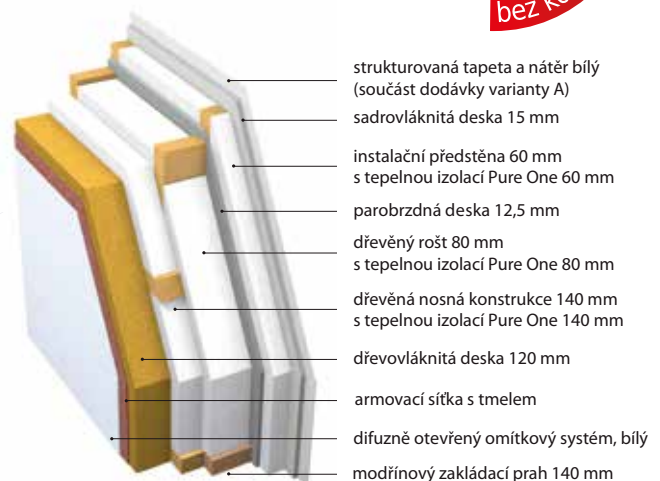 bez
strukturovaná tapeta a nátěr bílý
(součást dodávky varianty A)
sadrovláknitá deska 15 mm
instalační předstěna 60 mm
s tepelnou izolací Pure One 60 mm
parobrzdná deska 12,5 mm
dřevěný rošt 80 mm
s tepelnou izolací Pure One 80 mm
dřevěná nosná konstrukce 140 mm
s tepelnou izolací Pure One 140 mm
dřevovláknitá deska 120 mm
armovací síťka s tmelem
difuzně otevřený omítkový systém, bílý
modřínový zakládací prah 140 mm